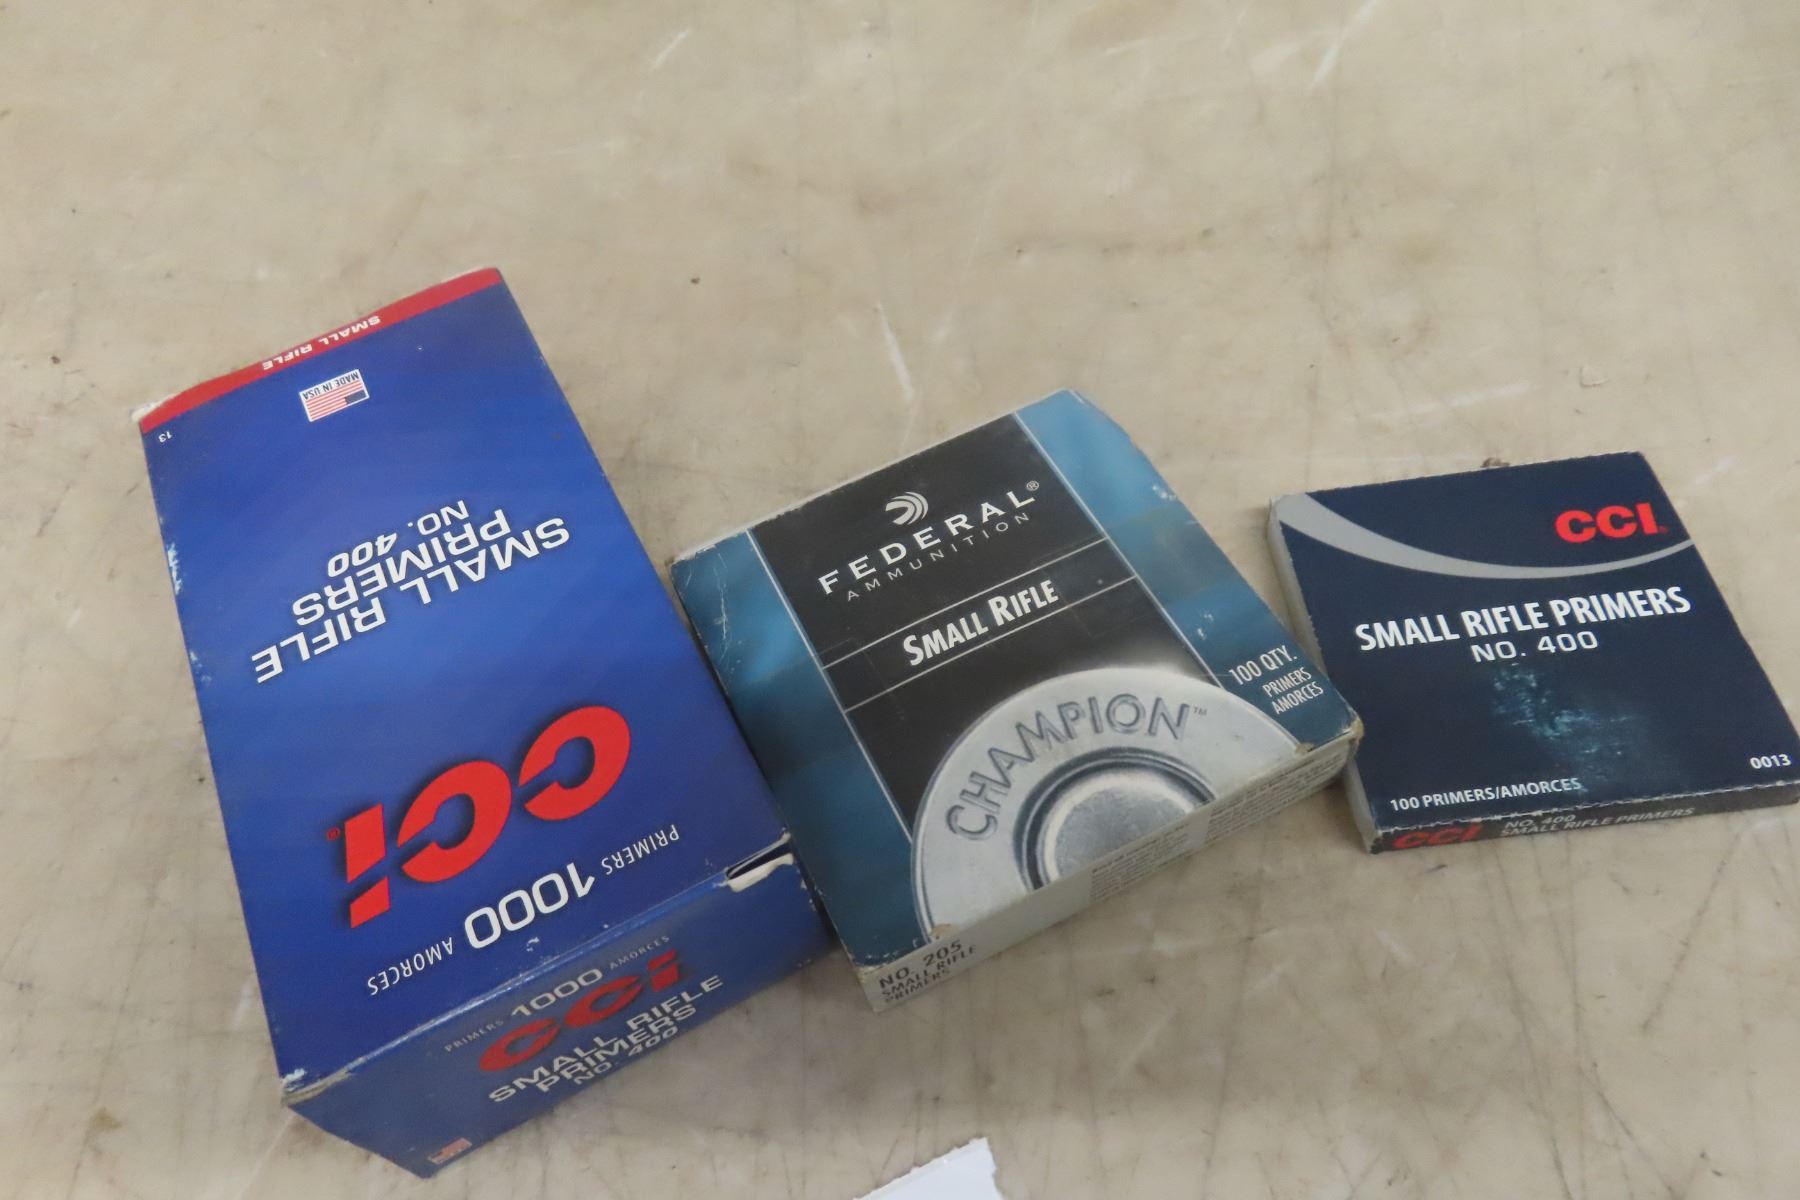 SMALL RIFLE
MADE IN USA
13
SMALL RIFLE
PRIMERS
NO. 400
CCI®
PRIMERS 1000 AMORCES
PRIMERS 1000 AMORCES
CCI
SMALL RIFLE
PRIMERS
NO. 400
FEDERAL®
AMMUNITION
SMALL RIFLE
100 QTY.
PRIMERS
AMORCES
CHAMPION™
NO. 205
SMALL RIFLE
PRIMERS
CCI
SMALL RIFLE PRIMERS
NO. 400
0013
100 PRIMERS/AMORCES
CCI
NO. 400
SMALL RIFLE PRIMERS